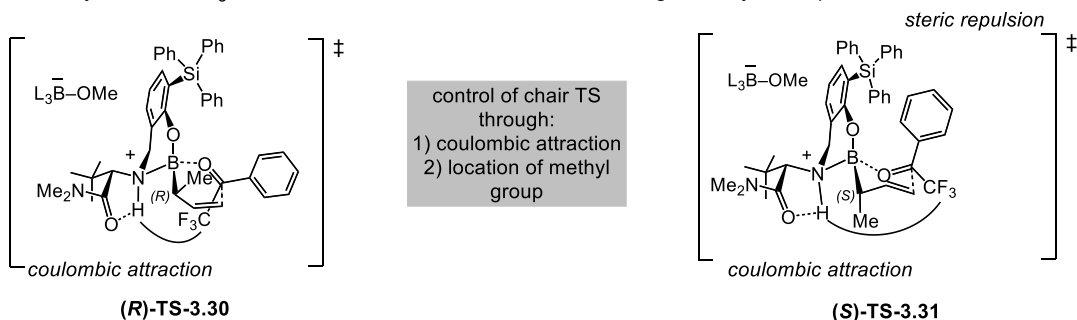 steric repulsion
Ph
Ph
Si
Ph
‡
L3B–OMe
O
+
B
O
Me
N
(R)
Me2N
H
O
F3C
coulombic attraction
(R)-TS-3.30
control of chair TS
through:
1) coulombic attraction
2) location of methyl
group
Ph
Ph
Si
Ph
‡
L3B–OMe
O
+
B
O
N
(S)
CF3
Me2N
H
O
Me
coulombic attraction
(S)-TS-3.31